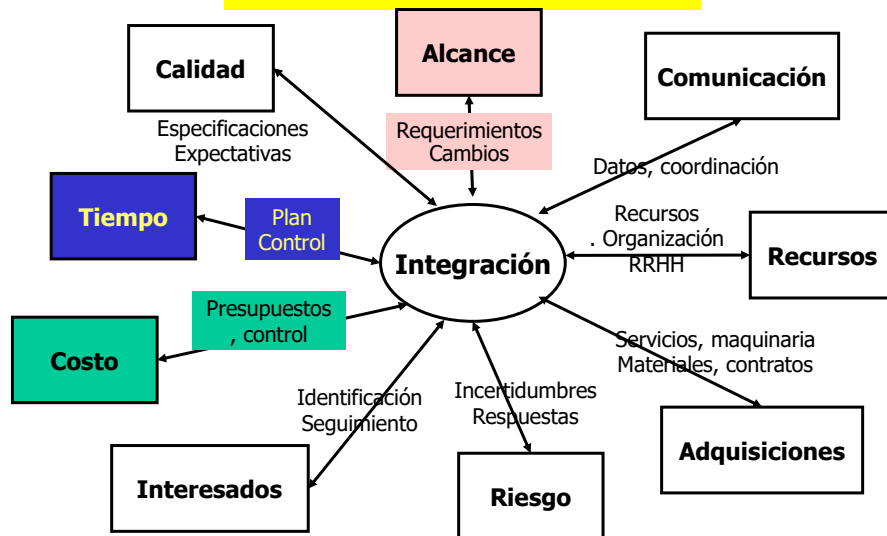 Calidad
Alcance
Comunicación
Especificaciones
Expectativas
Requerimientos
Cambios
Datos, coordinación
Tiempo
Plan
Control
Integración
Recursos
. Organización
RRHH
Recursos
Presupuestos
, control
Costo
Servicios, maquinaria
Materiales, contratos
Identificación
Seguimiento
Incertidumbres
Respuestas
Interesados
Riesgo
Adquisiciones